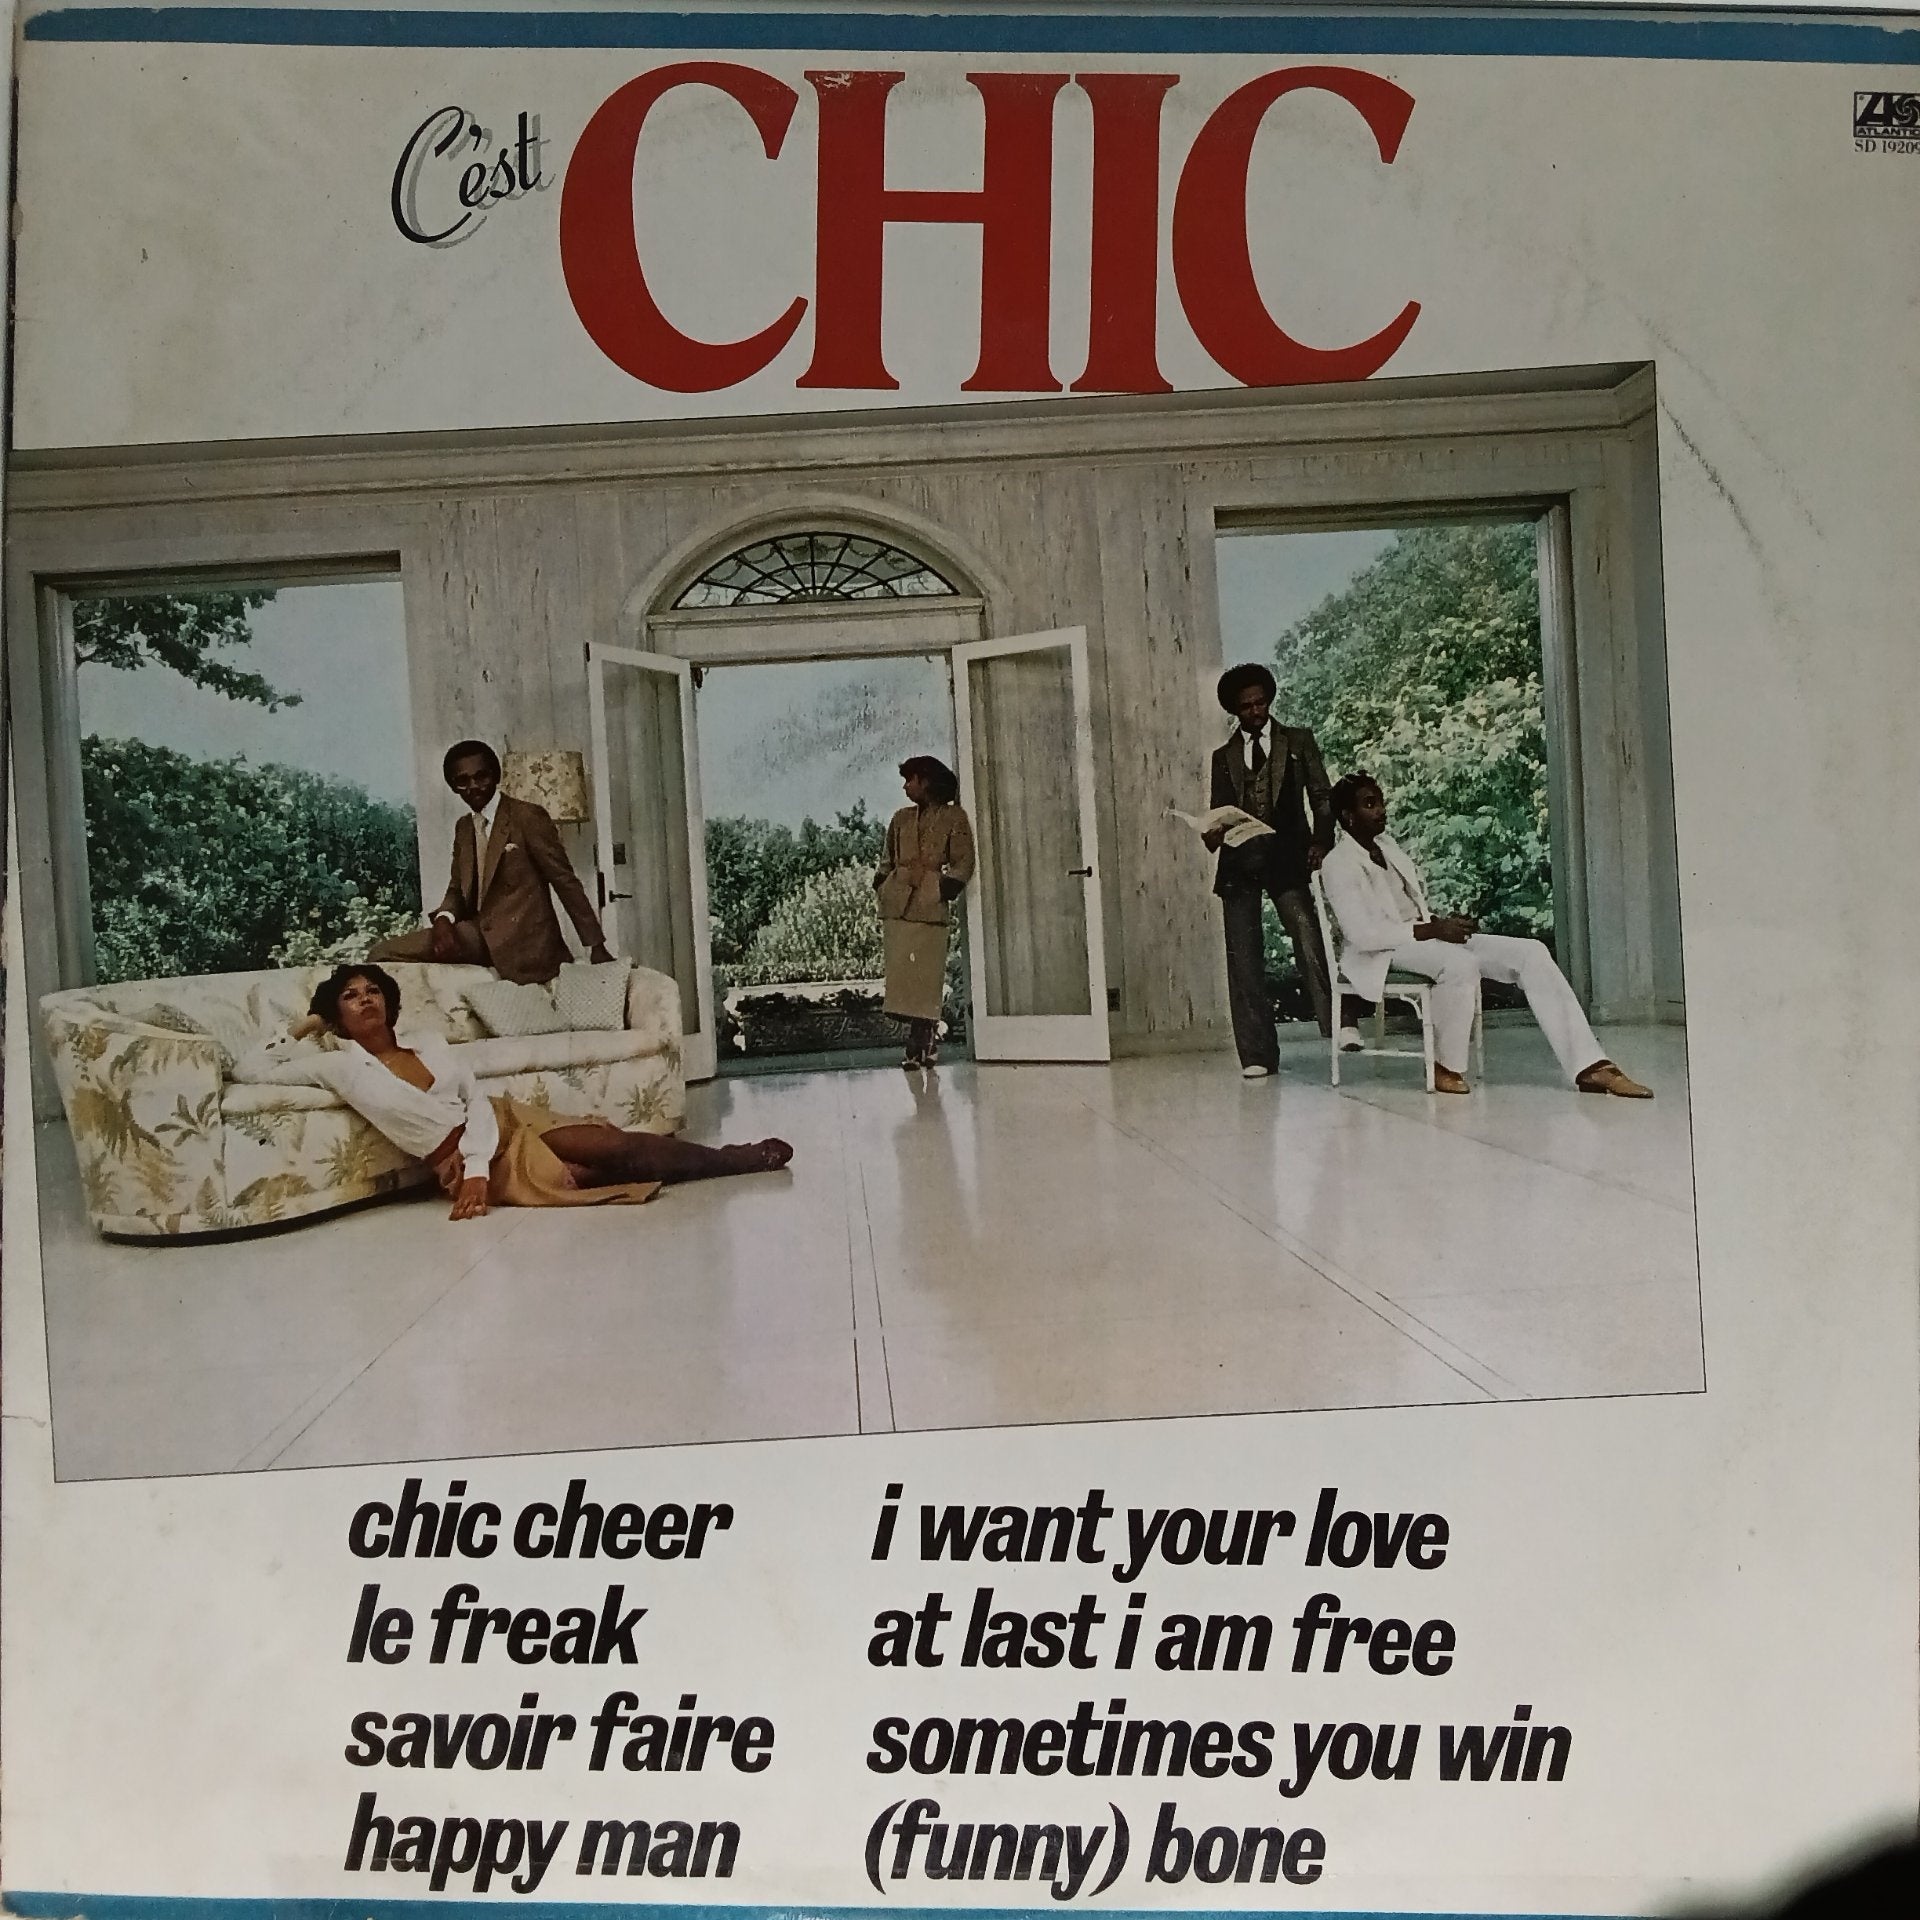 C'est CHIC
ATLANTIC
SD 19209
chic cheer
le freak
savoir faire
happy man
i want your love
at last i am free
sometimes you win
(funny) bone